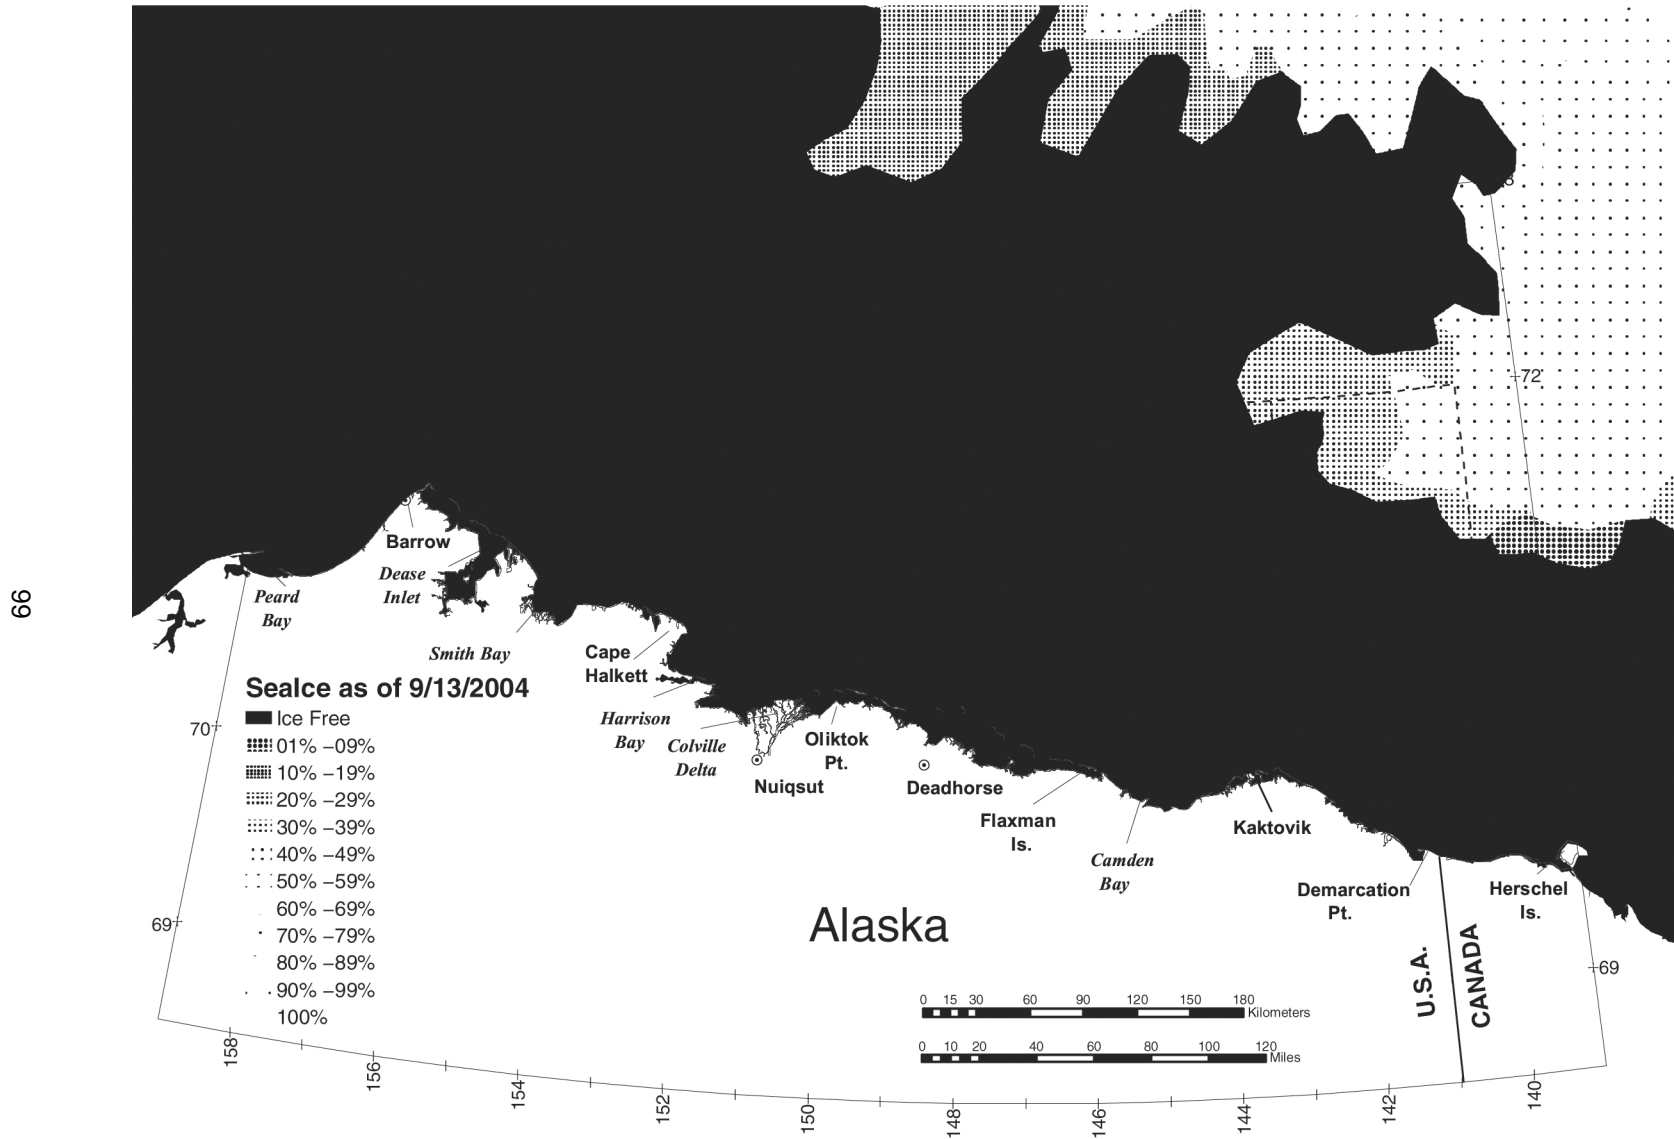 66
72
Barrow
Dease
Inlet
Peard
Bay
Smith Bay
Cape
Halkett
SeaIce as of 9/13/2004
Ice Free
01% –09%
10% –19%
20% –29%
30% –39%
40% –49%
50% –59%
60% –69%
70% –79%
80% –89%
90% –99%
100%
70
69
Harrison
Bay
Colville
Delta
Oliktok
Pt.
Nuiqsut
Deadhorse
Flaxman
Is.
Camden
Bay
Kaktovik
Demarcation
Pt.
Herschel
Is.
Alaska
U.S.A.
CANADA
69
0 15 30 60 90 120 150 180
Kilometers
0 10 20 40 60 80 100 120
Miles
158 156 154 152 150 148 146 144 142 140